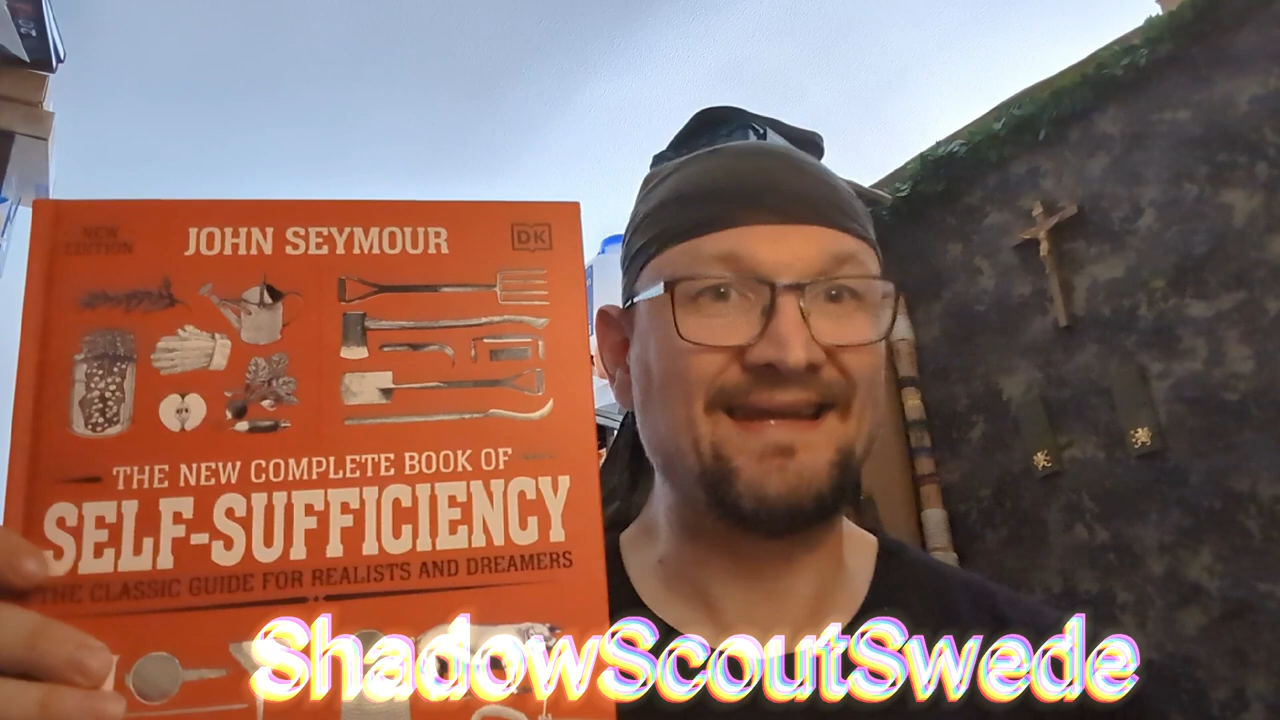 NEW
EDITION
JOHN SEYMOUR
DK
THE NEW COMPLETE BOOK OF
SELF-SUFFICIENCY
THE CLASSIC GUIDE FOR REALISTS AND DREAMERS
ShadowScoutSwede